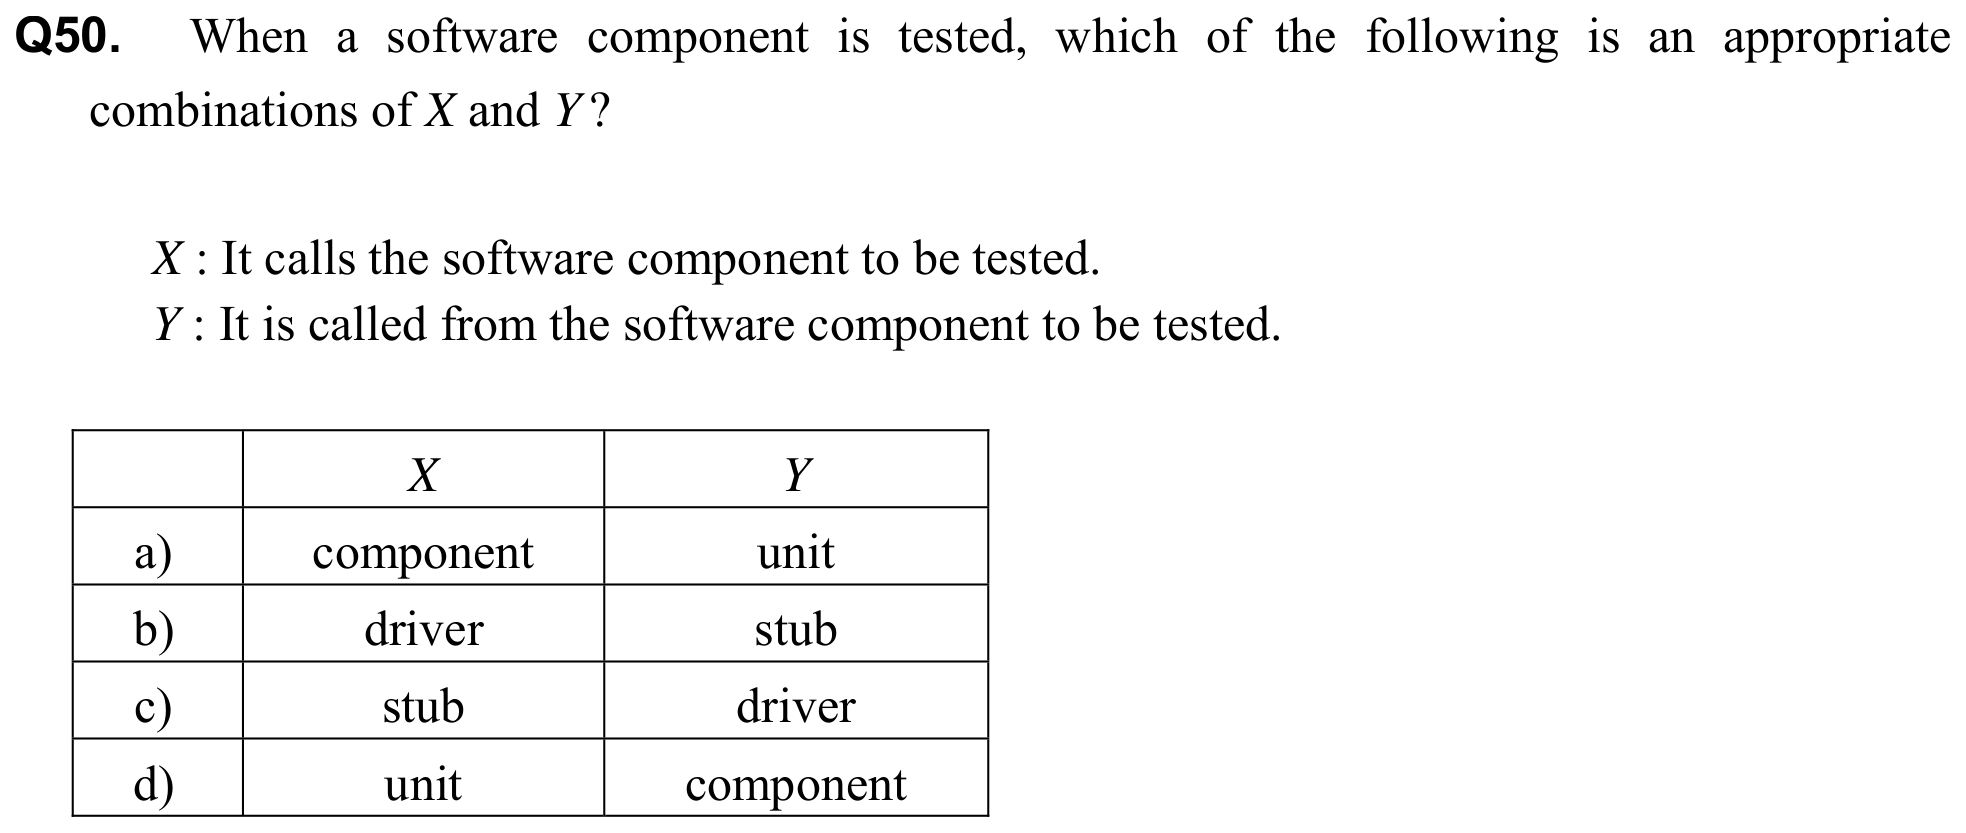 Q50. When a software component is tested, which of the following is an appropriate
combinations of X and Y?
X : It calls the software component to be tested.
Y : It is called from the software component to be tested.
X Y
a) component unit
b) driver stub
c) stub driver
d) unit component